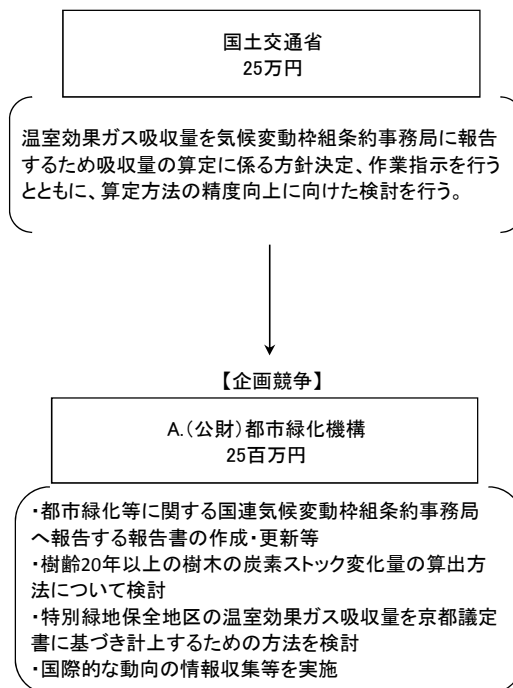 国土交通省
25万円
温室効果ガス吸収量を気候変動枠組条約事務局に報告
するため吸収量の算定に係る方針決定、作業指示を行う
とともに、算定方法の精度向上に向けた検討を行う。
【企画競争】
A.（公財）都市緑化機構
25百万円
・都市緑化等に関する国連気候変動枠組条約事務局
へ報告する報告書の作成・更新等
・樹齢20年以上の樹木の炭素ストック変化量の算出方
法について検討
・特別緑地保全地区の温室効果ガス吸収量を京都議定
書に基づき計上するための方法を検討
・国際的な動向の情報収集等を実施